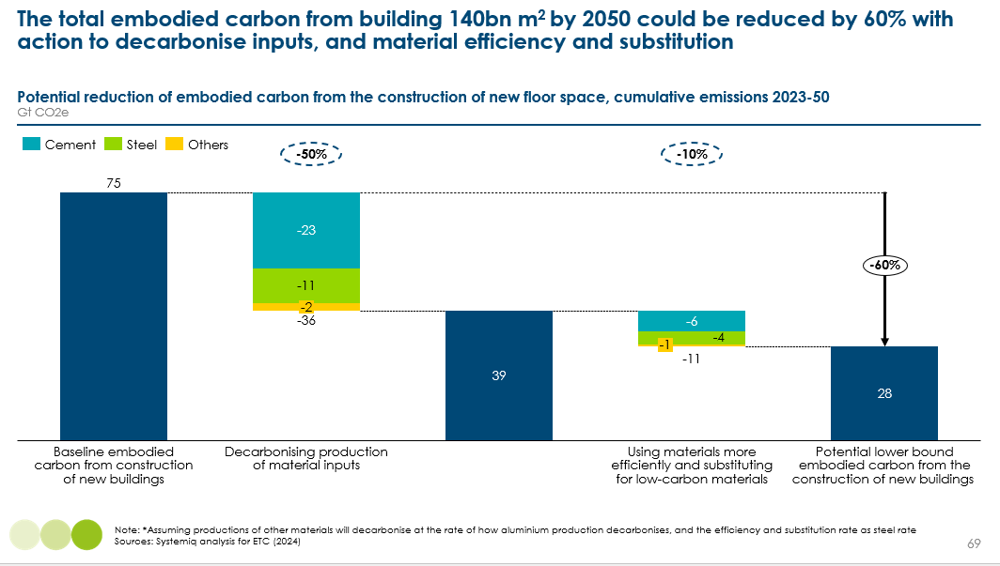 The total embodied carbon from building 140bn m² by 2050 could be reduced by 60% with
action to decarbonise inputs, and material efficiency and substitution
Potential reduction of embodied carbon from the construction of new floor space, cumulative emissions 2023-50
Gt CO2e
Cement Steel Others
-50%
-10%
75
-23
-11
-2
-36
39
-6
-4
-1
-11
-60%
28
Baseline embodied
carbon from construction
of new buildings
Decarbonising production
of material inputs
Using materials more
efficiently and substituting
for low-carbon materials
Potential lower bound
embodied carbon from the
construction of new buildings
Note: *Assuming productions of other materials will decarbonise at the rate of how aluminium production decarbonises, and the efficiency and substitution rate as steel rate
Sources: Systemiq analysis for ETC (2024)
69